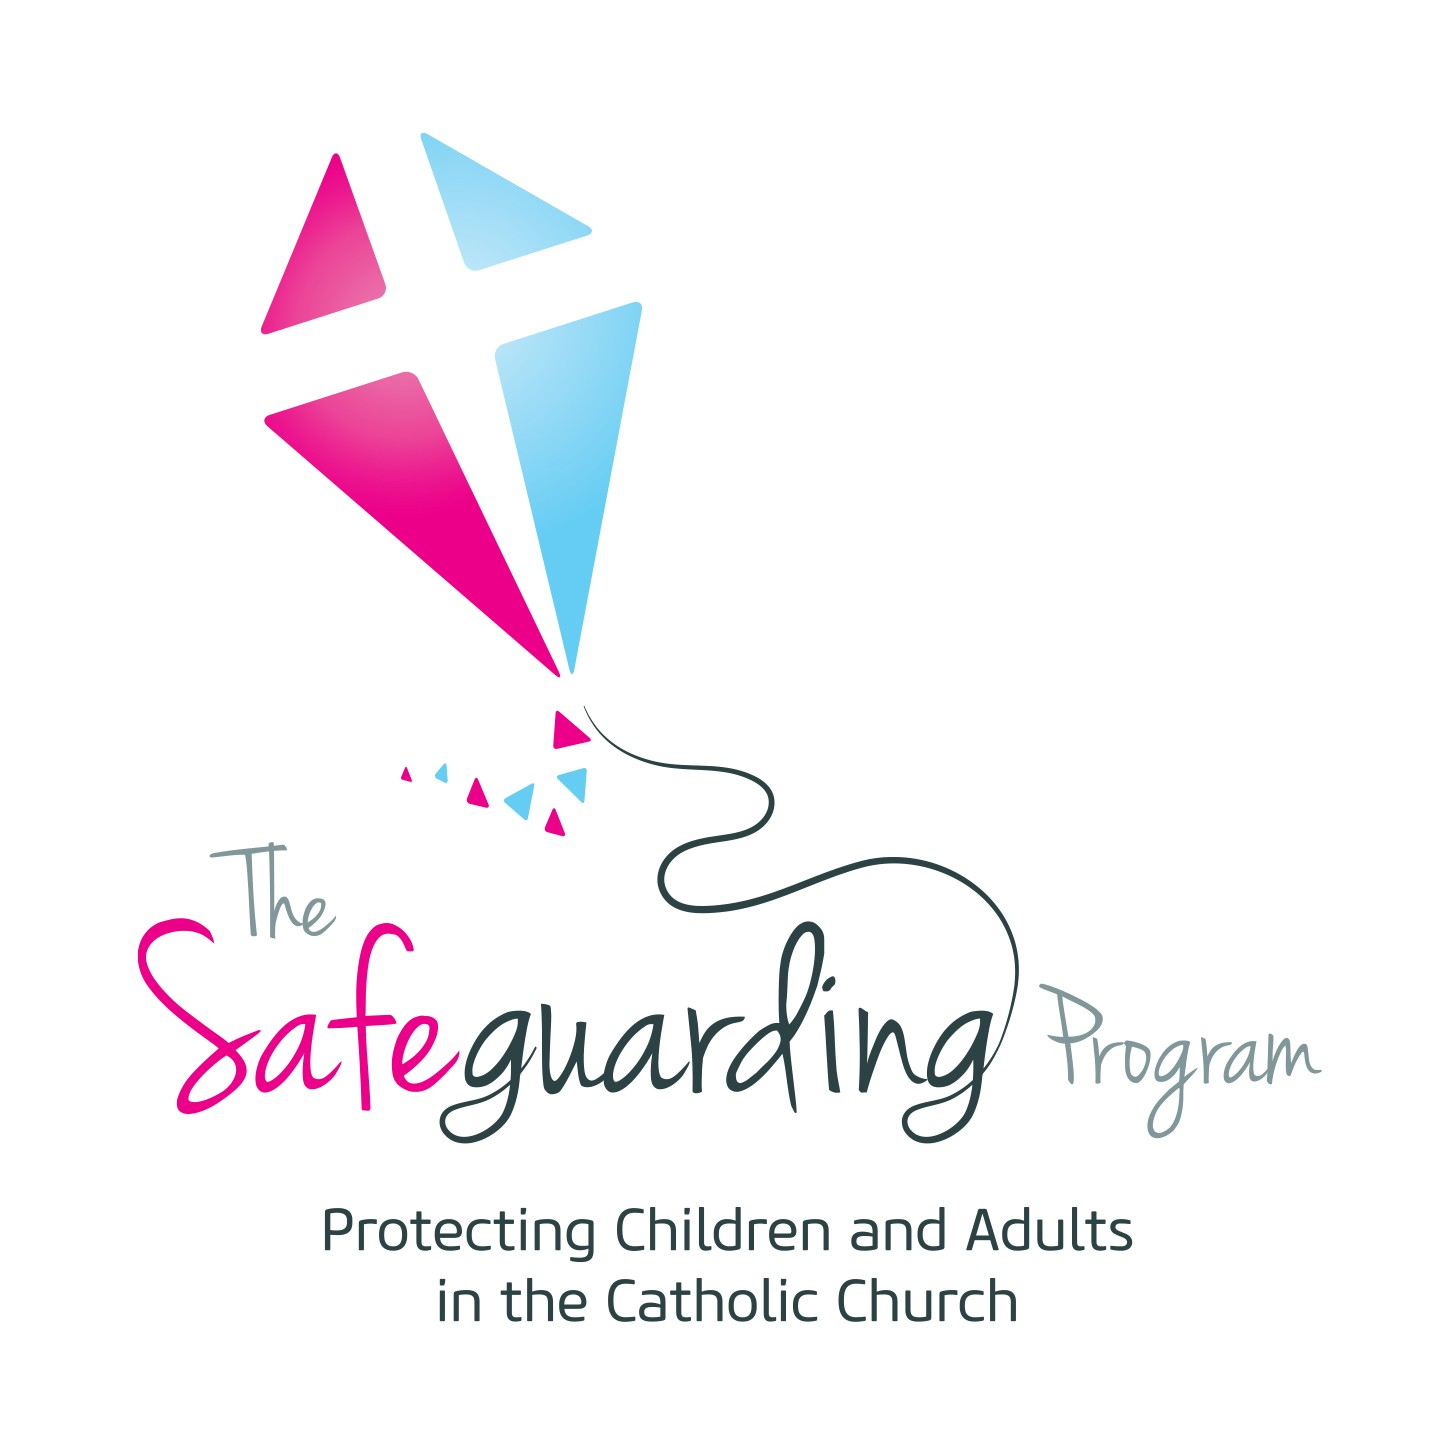 The
Safeguarding Program
Protecting Children and Adults
in the Catholic Church